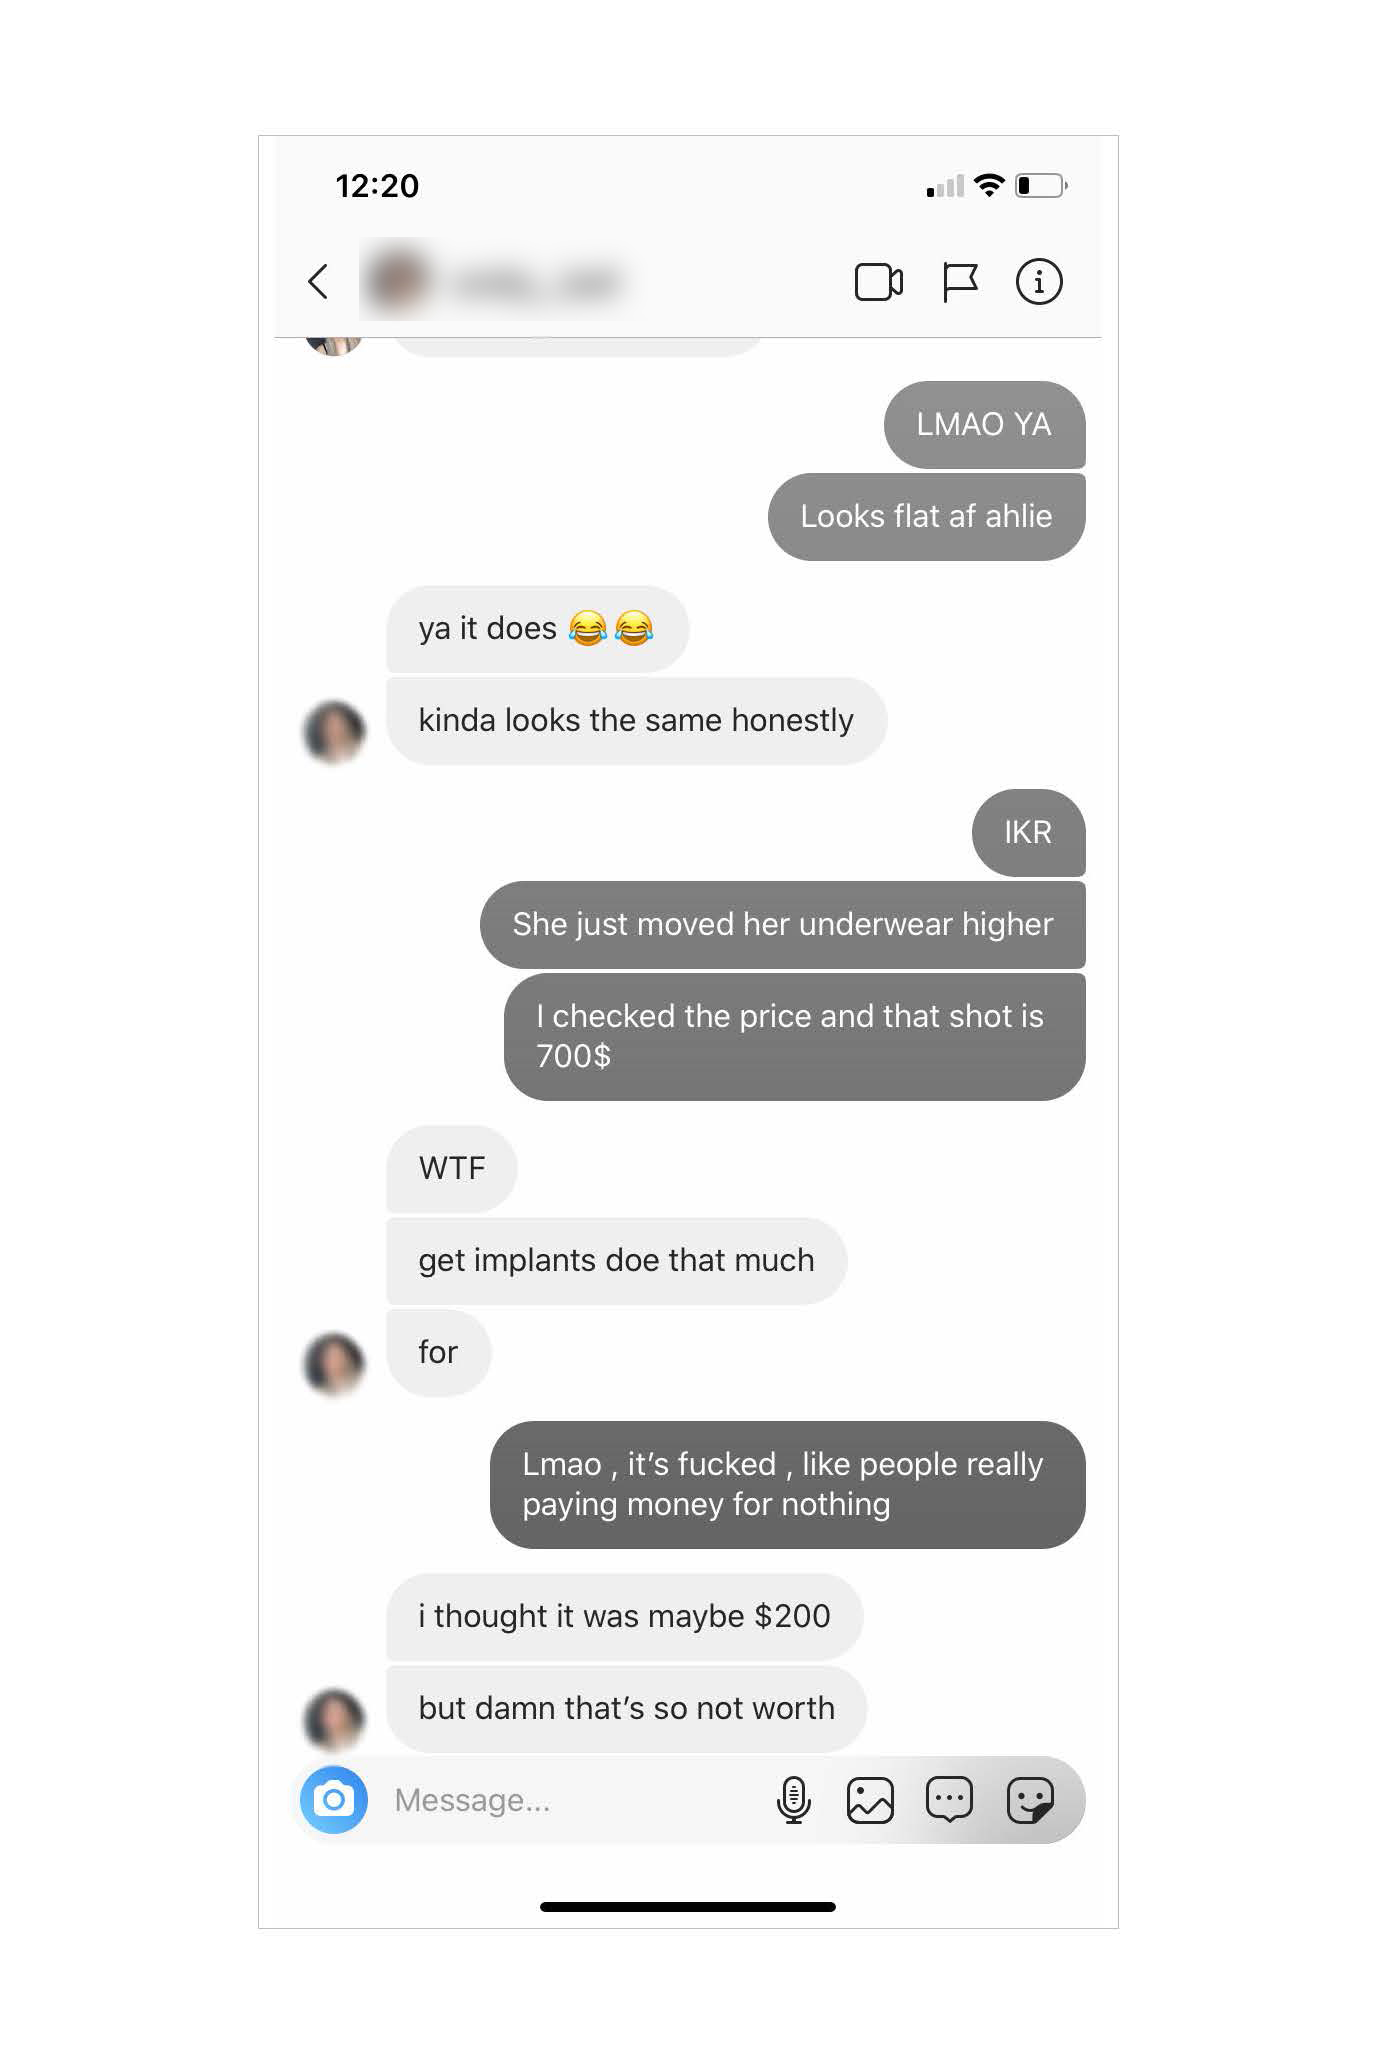 12:20
LMAO YA
Looks flat af ahlie
ya it does 😂😂
kinda looks the same honestly
IKR
She just moved her underwear higher
I checked the price and that shot is
700$
WTF
get implants doe that much
for
Lmao , it's fucked , like people really
paying money for nothing
i thought it was maybe $200
but damn that's so not worth
Message...